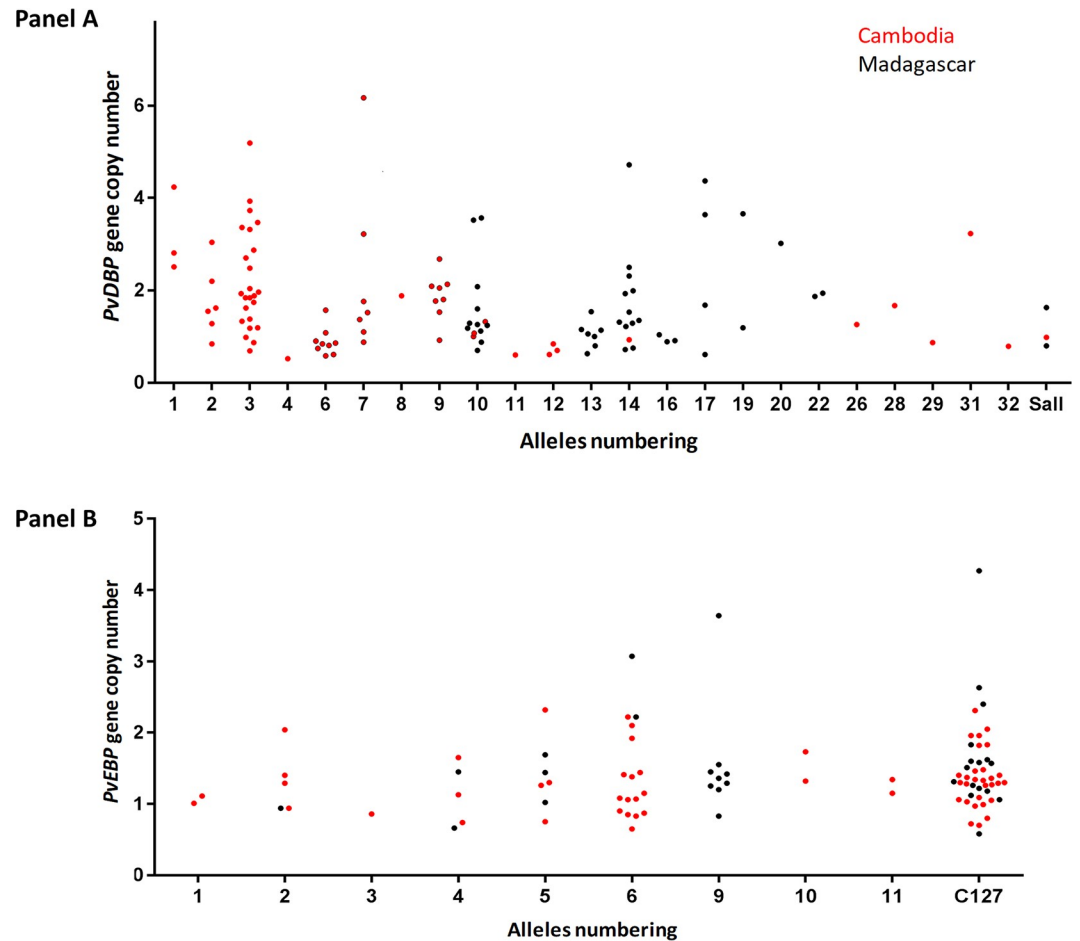 Panel A
Cambodia
Madagascar
PvDBP gene copy number
6
4
2
0
1 2 3 4 6 7 8 9 10 11 12 13 14 16 17 19 20 22 26 28 29 31 32 SalI
Alleles numbering
Panel B
PvEBP gene copy number
5
4
3
2
1
0
1 2 3 4 5 6 9 10 11 C127
Alleles numbering